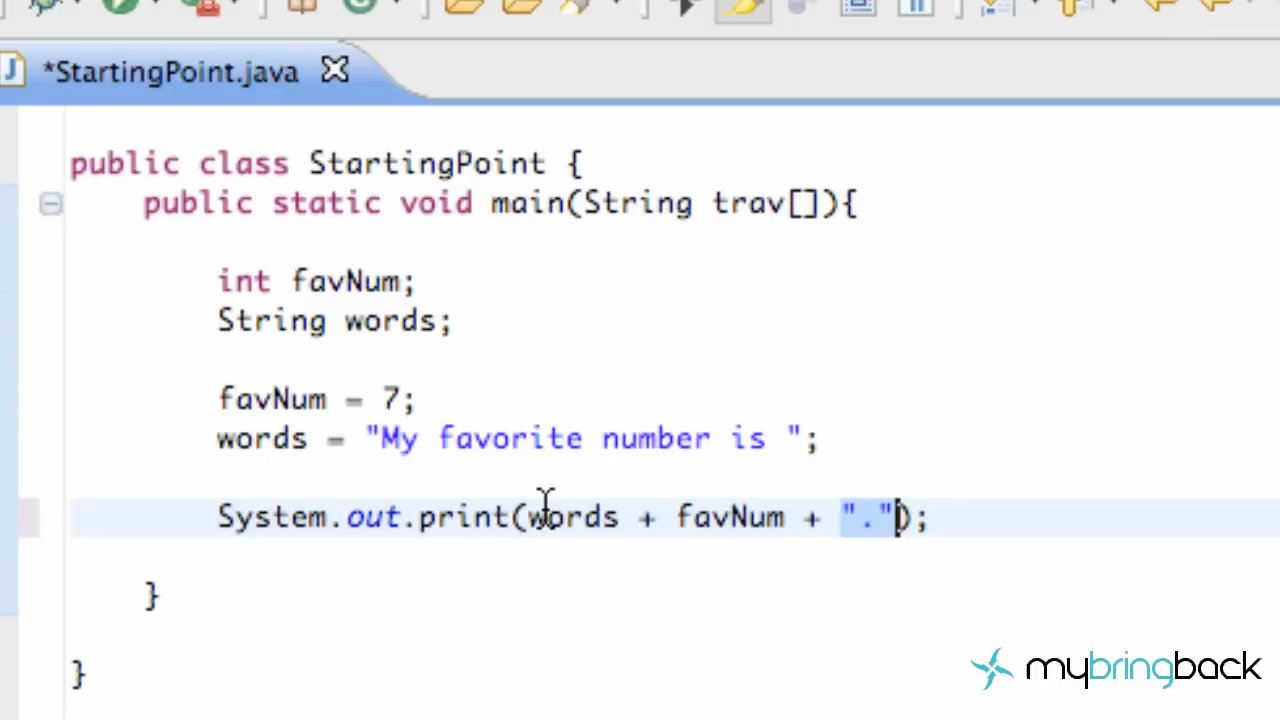 *StartingPoint.java
public class StartingPoint {
public static void main(String trav[]){
int favNum;
String words;
favNum = 7;
words = "My favorite number is ";
System.out.print(words + favNum + ".");
}
}
mybringback